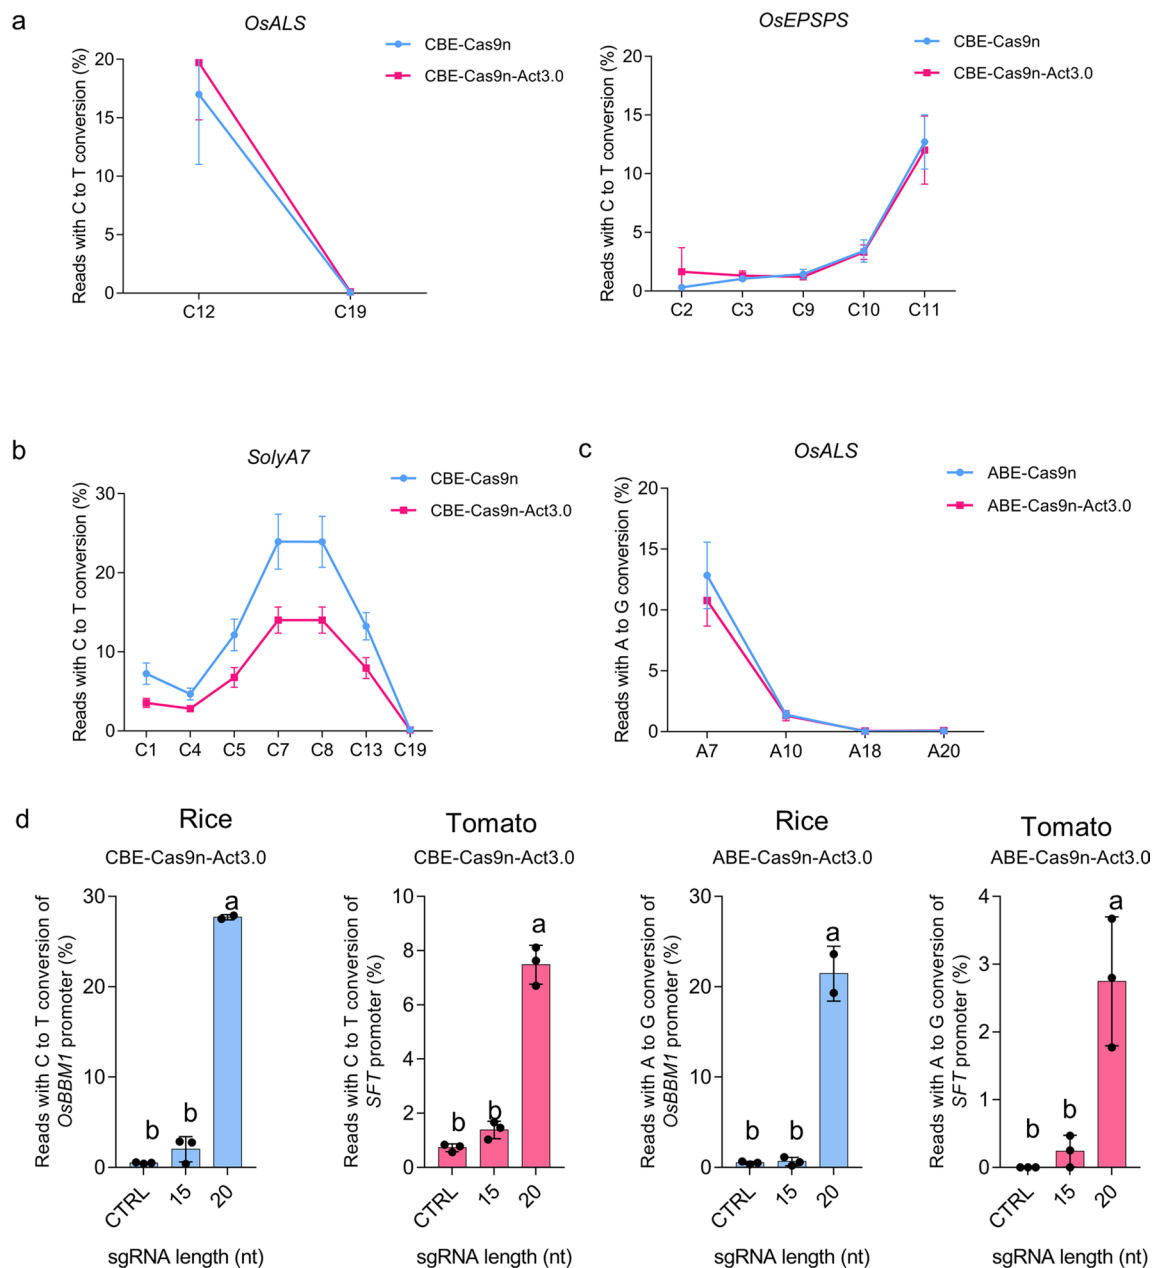 a
OsALS
CBE-Cas9n
CBE-Cas9n-Act3.0
Reads with C to T conversion (%)
20
15
10
5
0
C12
C19
OsEPSPS
CBE-Cas9n
CBE-Cas9n-Act3.0
Reads with C to T conversion (%)
20
15
10
5
0
C2
C3
C9
C10
C11
b
SolyA7
CBE-Cas9n
CBE-Cas9n-Act3.0
Reads with C to T conversion (%)
30
20
10
0
C1
C4
C5
C7
C8
C13
C19
c
OsALS
ABE-Cas9n
ABE-Cas9n-Act3.0
Reads with A to G conversion (%)
20
15
10
5
0
A7
A10
A18
A20
d
Rice
CBE-Cas9n-Act3.0
Reads with C to T conversion of
OsBBM1 promoter (%)
30
20
10
0
b
b
a
CTRL
15
20
sgRNA length (nt)
Tomato
CBE-Cas9n-Act3.0
Reads with C to T conversion of
SFT promoter (%)
10
8
6
4
2
0
b
b
a
CTRL
15
20
sgRNA length (nt)
Rice
ABE-Cas9n-Act3.0
Reads with A to G conversion of
OsBBM1 promoter (%)
30
20
10
0
b
b
a
CTRL
15
20
sgRNA length (nt)
Tomato
ABE-Cas9n-Act3.0
Reads with A to G conversion of
SFT promoter (%)
4
3
2
1
0
b
b
a
CTRL
15
20
sgRNA length (nt)